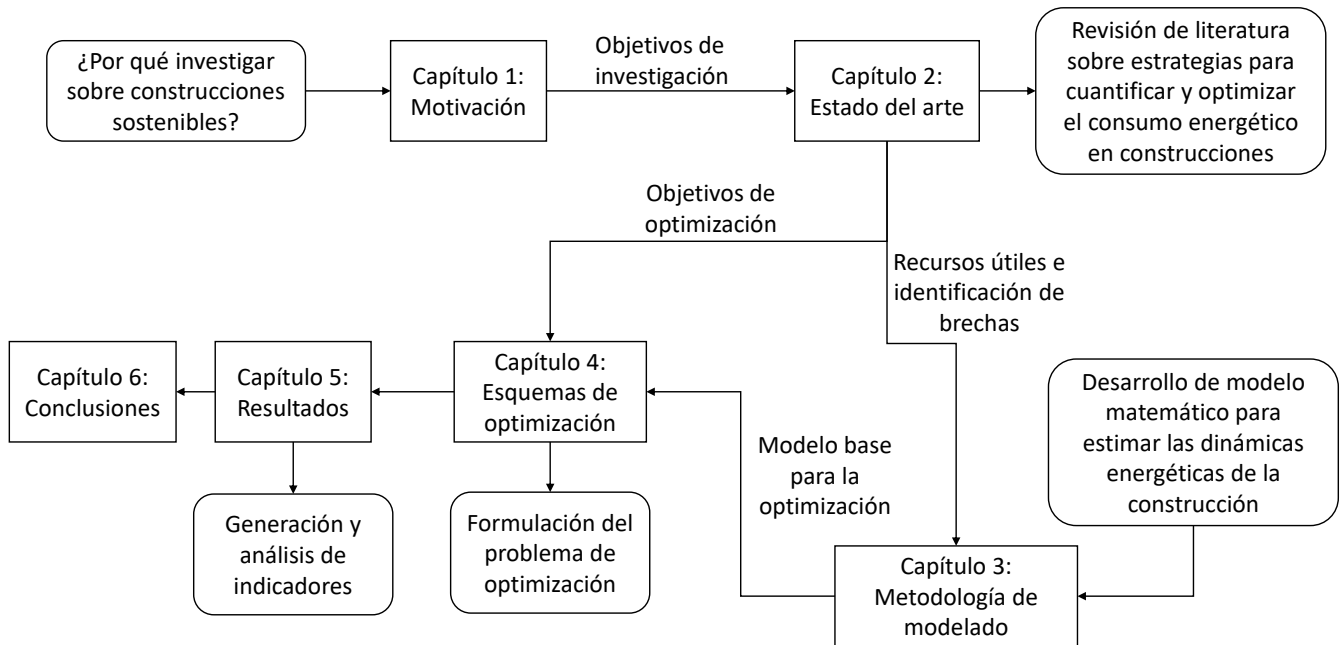 ¿Por qué investigar
sobre construcciones
sostenibles?
Capítulo 1:
Motivación
Objetivos de
investigación
Capítulo 2:
Estado del arte
Revisión de literatura
sobre estrategias para
cuantificar y optimizar
el consumo energético
en construcciones
Objetivos de
optimización
Recursos útiles e
identificación de
brechas
Capítulo 6:
Conclusiones
Capítulo 5:
Resultados
Capítulo 4:
Esquemas de
optimización
Desarrollo de modelo
matemático para
estimar las dinámicas
energéticas de la
construcción
Modelo base
para la
optimización
Generación y
análisis de
indicadores
Formulación del
problema de
optimización
Capítulo 3:
Metodología de
modelado